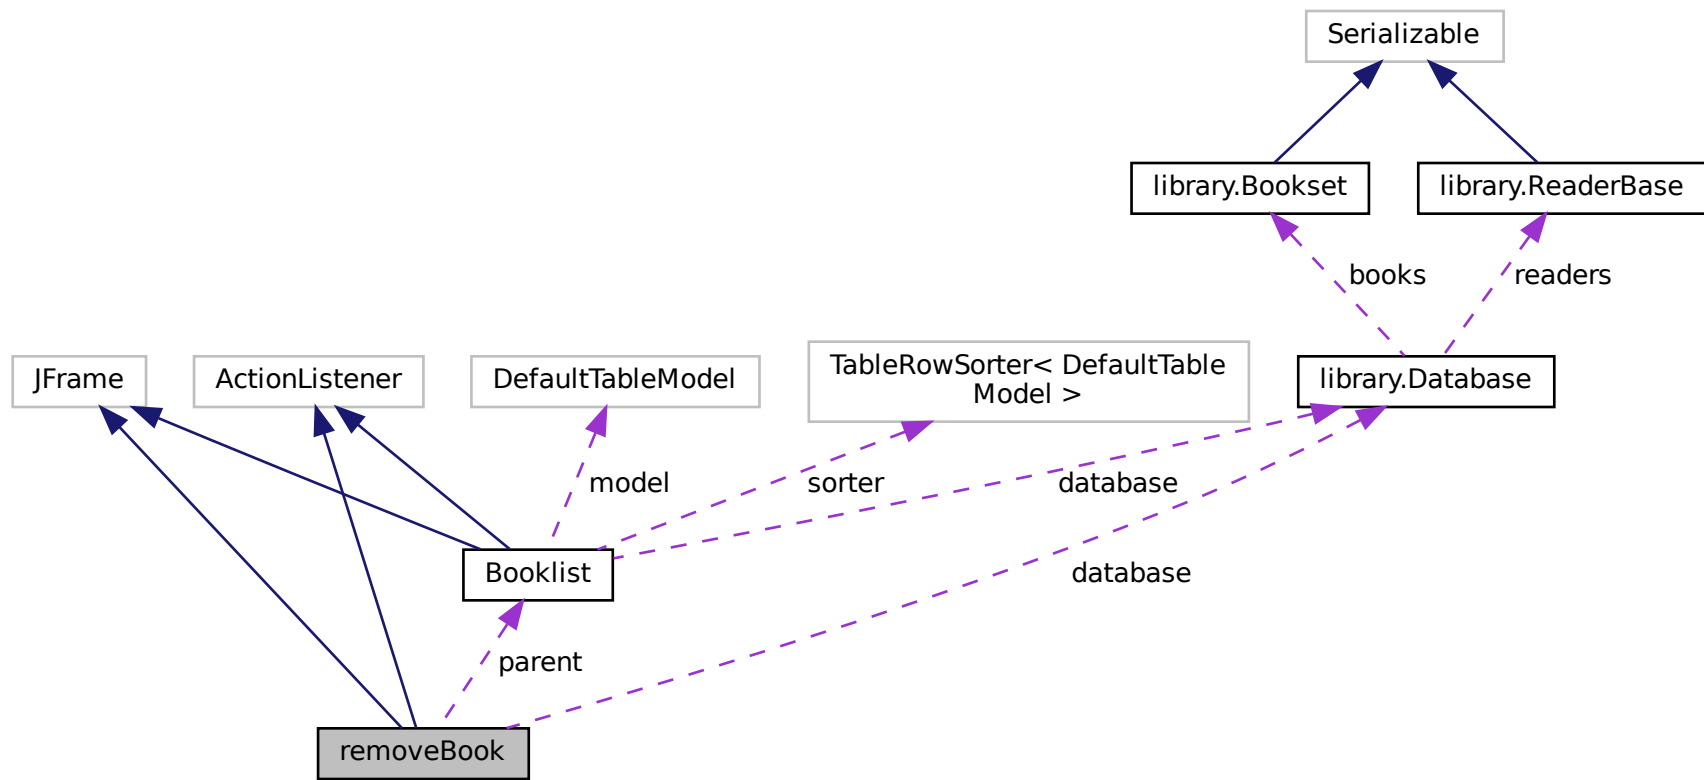 Serializable
library.Bookset
library.ReaderBase
books
readers
JFrame
ActionListener
DefaultTableModel
TableRowSorter< DefaultTable
Model >
library.Database
model
sorter
database
Booklist
database
parent
removeBook